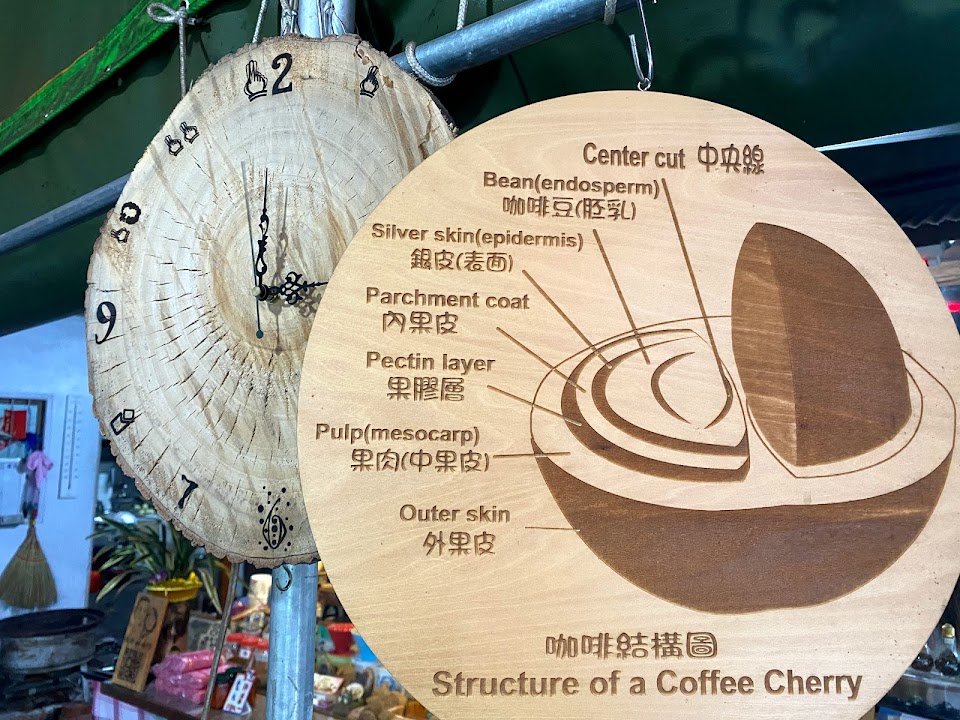 2
9
7
Center cut 中央線
Bean(endosperm)
咖啡豆(胚乳)
Silver skin(epidermis)
銀皮(表面)
Parchment coat
內果皮
Pectin layer
果膠層
Pulp(mesocarp)
果肉(中果皮)
Outer skin
外果皮
咖啡結構圖
Structure of a Coffee Cherry